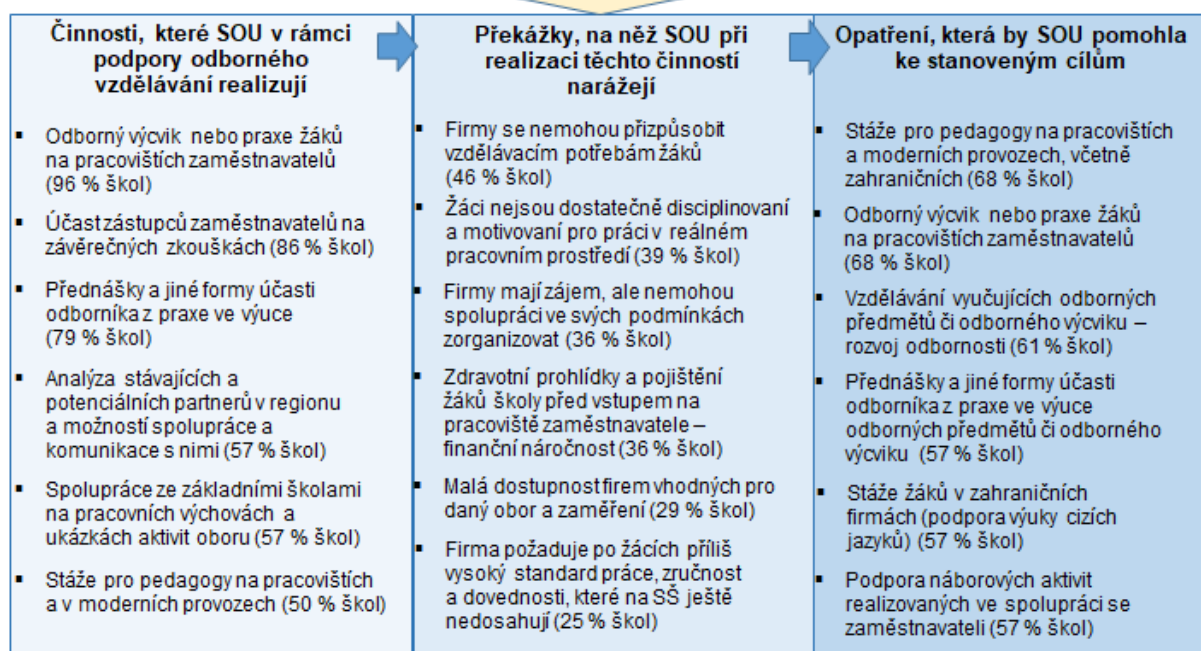 Činnosti, které SOU v rámci
podpory odborného
vzdělávání realizují
▪ Odborný výcvik nebo praxe žáků
na pracovištích zaměstnavatelů
(96 % škol)
▪ Účast zástupců zaměstnavatelů na
závěrečných zkouškách (86 % škol)
▪ Přednášky a jiné formy účasti
odborníka z praxe ve výuce
(79 % škol)
▪ Analýza stávajících a
potenciálních partnerů v regionu
a možností spolupráce a
komunikace s nimi (57 % škol)
▪ Spolupráce ze základními školami
na pracovních výchovách a
ukázkách aktivit oboru (57 % škol)
▪ Stáže pro pedagogy na pracovištích
a v moderních provozech (50 % škol)
Překážky, na něž SOU při
realizaci těchto činností
narážejí
▪ Firmy se nemohou přizpůsobit
vzdělávacím potřebám žáků
(46 % škol)
▪ Žáci nejsou dostatečně disciplinovaní
a motivovaní pro práci v reálném
pracovním prostředí (39 % škol)
▪ Firmy mají zájem, ale nemohou
spolupráci ve svých podmínkách
zorganizovat (36 % škol)
▪ Zdravotní prohlídky a pojištění
žáků školy před vstupem na
pracoviště zaměstnavatele –
finanční náročnost (36 % škol)
▪ Malá dostupnost firem vhodných pro
daný obor a zaměření (29 % škol)
▪ Firma požaduje po žácích příliš
vysoký standard práce, zručnost
a dovednosti, které na SŠ ještě
nedosahují (25 % škol)
Opatření, která by SOU pomohla
ke stanoveným cílům
▪ Stáže pro pedagogy na pracovištích
a moderních provozech, včetně
zahraničních (68 % škol)
▪ Odborný výcvik nebo praxe žáků
na pracovištích zaměstnavatelů
(68 % škol)
▪ Vzdělávání vyučujících odborných
předmětů či odborného výcviku –
rozvoj odbornosti (61 % škol)
▪ Přednášky a jiné formy účasti
odborníka z praxe ve výuce
odborných předmětů či odborného
výcviku (57 % škol)
▪ Stáže žáků v zahraničních
firmách (podpora výuky cizích
jazyků) (57 % škol)
▪ Podpora náborových aktivit
realizovaných ve spolupráci se
zaměstnavateli (57 % škol)